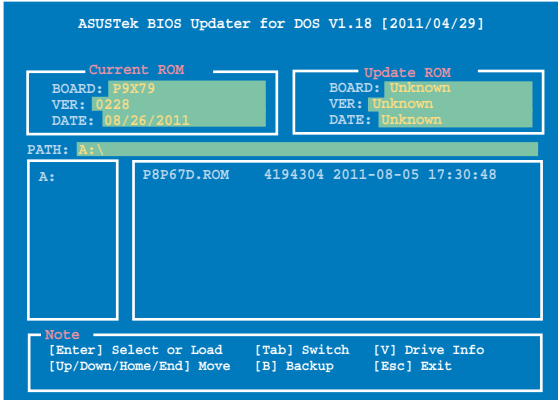 ASUSTek BIOS Updater for DOS V1.18 [2011/04/29]
Current ROM
BOARD: P9X79
VER: 0228
DATE: 08/26/2011
Update ROM
BOARD: Unknown
VER: Unknown
DATE: Unknown
PATH: A:\
A:
P8P67D.ROM 4194304 2011-08-05 17:30:48
Note
[Enter] Select or Load [Tab] Switch [V] Drive Info
[Up/Down/Home/End] Move [B] Backup [Esc] Exit